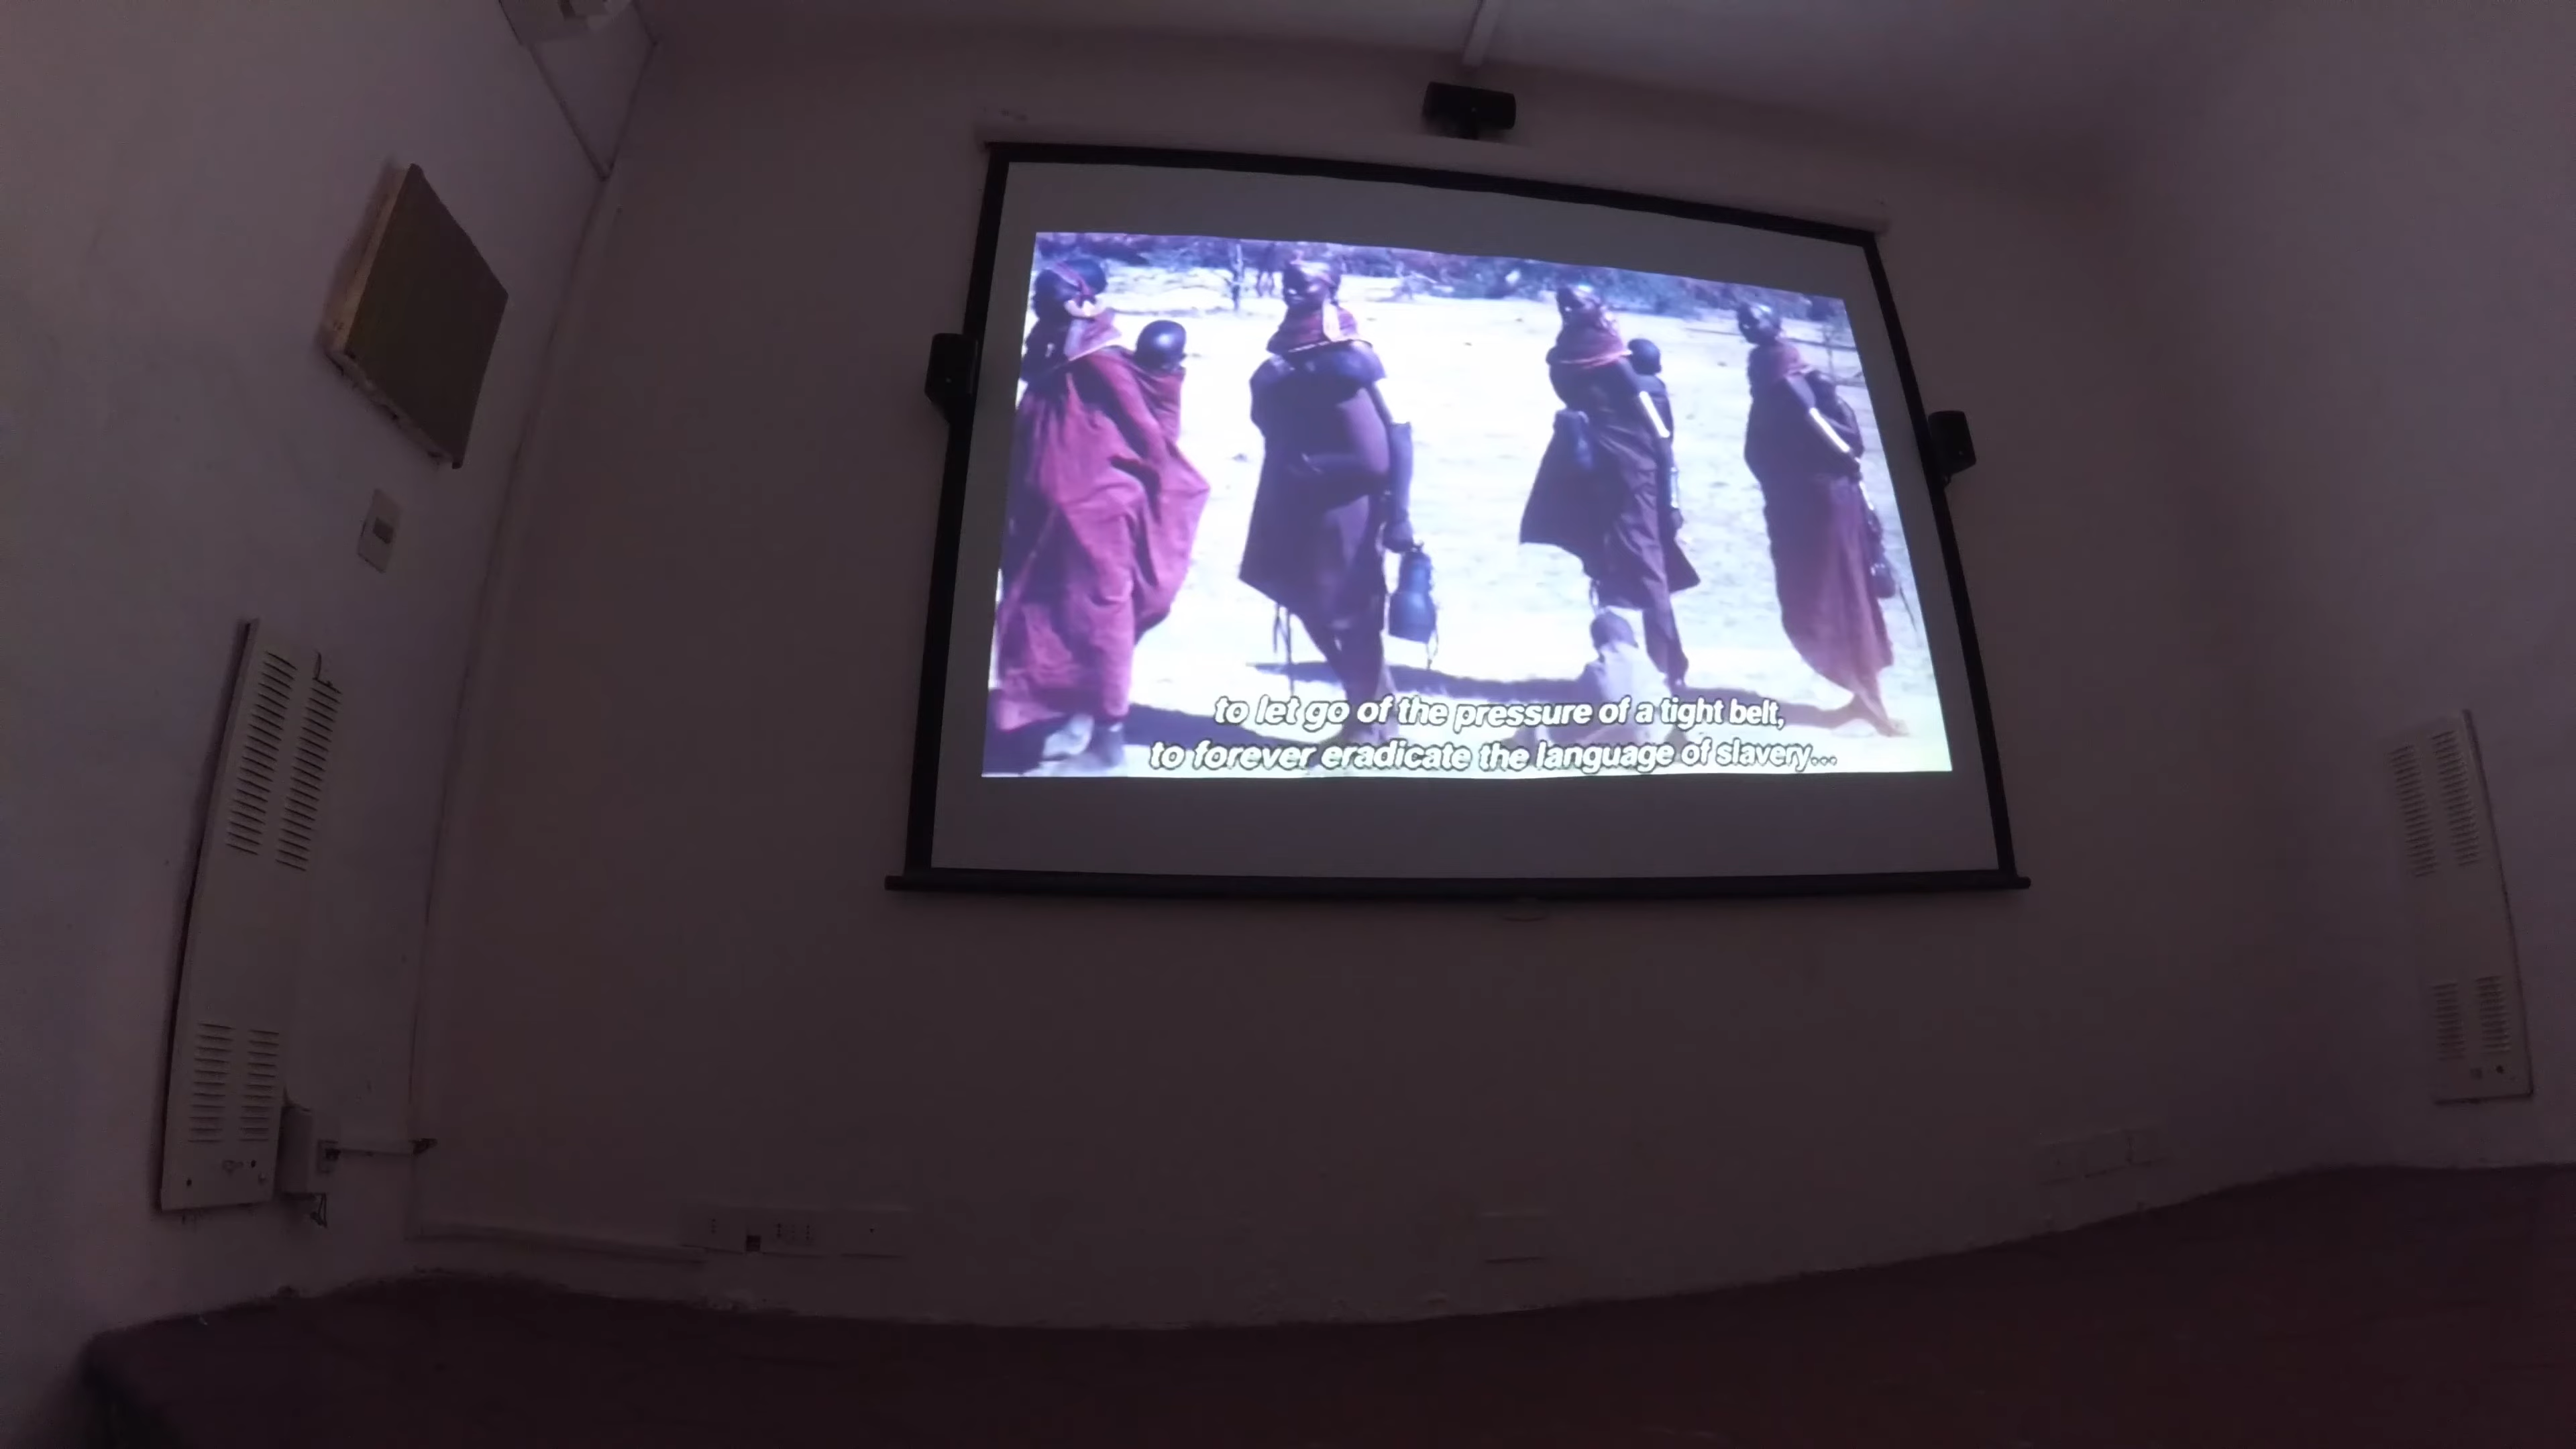 to let go of the pressure of a tight belt,
to forever eradicate the language of slavery...